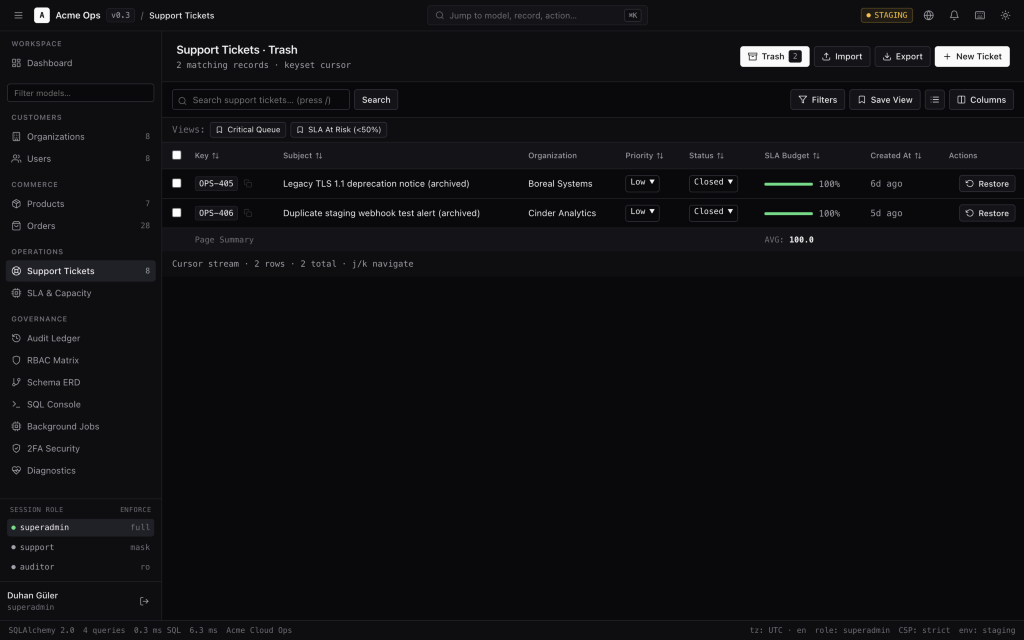 A Acme Ops v0.3 / Support Tickets
Jump to model, record, action... ⌘K
STAGING
WORKSPACE
Dashboard
Filter models...
CUSTOMERS
Organizations 8
Users 8
COMMERCE
Products 7
Orders 28
OPERATIONS
Support Tickets 8
SLA & Capacity
GOVERNANCE
Audit Ledger
RBAC Matrix
Schema ERD
SQL Console
Background Jobs
2FA Security
Diagnostics
SESSION ROLE ENFORCE
superadmin full
support mask
auditor ro
Duhan Güler
superadmin
Support Tickets · Trash
2 matching records · keyset cursor
Trash 2 Import Export + New Ticket
Search support tickets... (press /) Search
Filters Save View Columns
Views: Critical Queue SLA At Risk (<50%)
Key ↑↓ Subject ↑↓ Organization Priority ↑↓ Status ↑↓ SLA Budget ↑↓ Created At ↑↓ Actions
OPS-405 Legacy TLS 1.1 deprecation notice (archived) Boreal Systems Low ▼ Closed ▼ 100% 6d ago Restore
OPS-406 Duplicate staging webhook test alert (archived) Cinder Analytics Low ▼ Closed ▼ 100% 5d ago Restore
Page Summary AVG: 100.0
Cursor stream · 2 rows · 2 total · j/k navigate
SQLAlchemy 2.0 4 queries 0.3 ms SQL 6.3 ms Acme Cloud Ops
tz: UTC · en role: superadmin CSP: strict env: staging